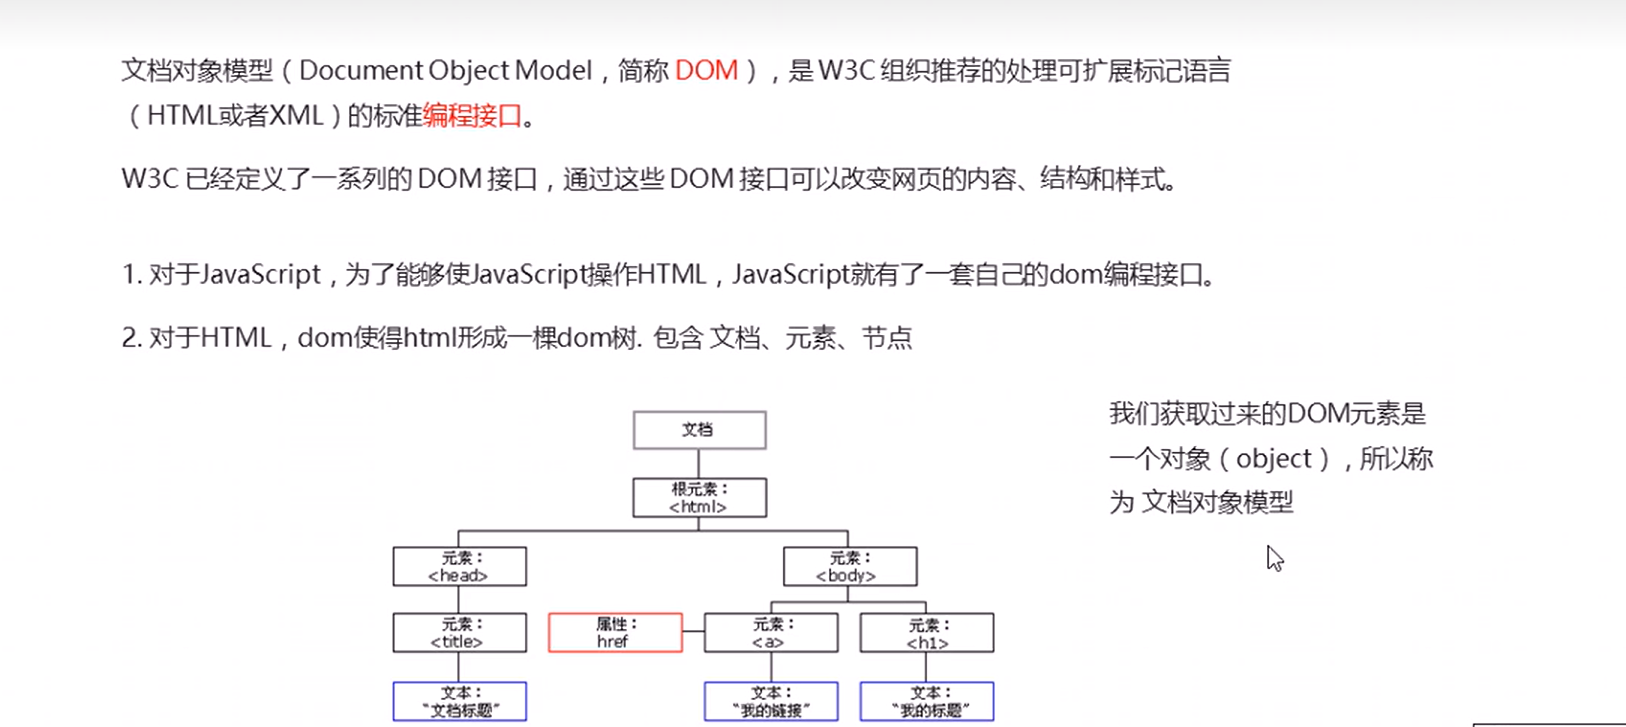 文档对象模型（Document Object Model，简称 DOM），是 W3C 组织推荐的处理可扩展标记语言
（HTML或者XML）的标准编程接口。
W3C 已经定义了一系列的 DOM 接口，通过这些 DOM 接口可以改变网页的内容、结构和样式。
1. 对于JavaScript，为了能够使JavaScript操作HTML，JavaScript就有了一套自己的dom编程接口。
2. 对于HTML，dom使得html形成一棵dom树. 包含 文档、元素、节点
我们获取过来的DOM元素是
一个对象（object），所以称
为 文档对象模型
文档
根元素：
<html>
元素：
<head>
元素：
<body>
元素：
<title>
属性：
href
元素：
<a>
元素：
<h1>
文本：
“文档标题”
文本：
“我的链接”
文本：
“我的标题”